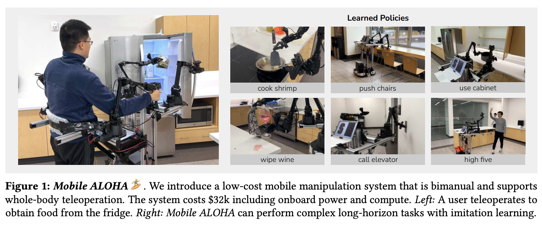 Learned Policies
cook shrimp
push chairs
use cabinet
wipe wine
call elevator
high five
Figure 1: Mobile ALOHA 🏄. We introduce a low-cost mobile manipulation system that is bimanual and supports
whole-body teleoperation. The system costs $32k including onboard power and compute. Left: A user teleoperates to
obtain food from the fridge. Right: Mobile ALOHA can perform complex long-horizon tasks with imitation learning.